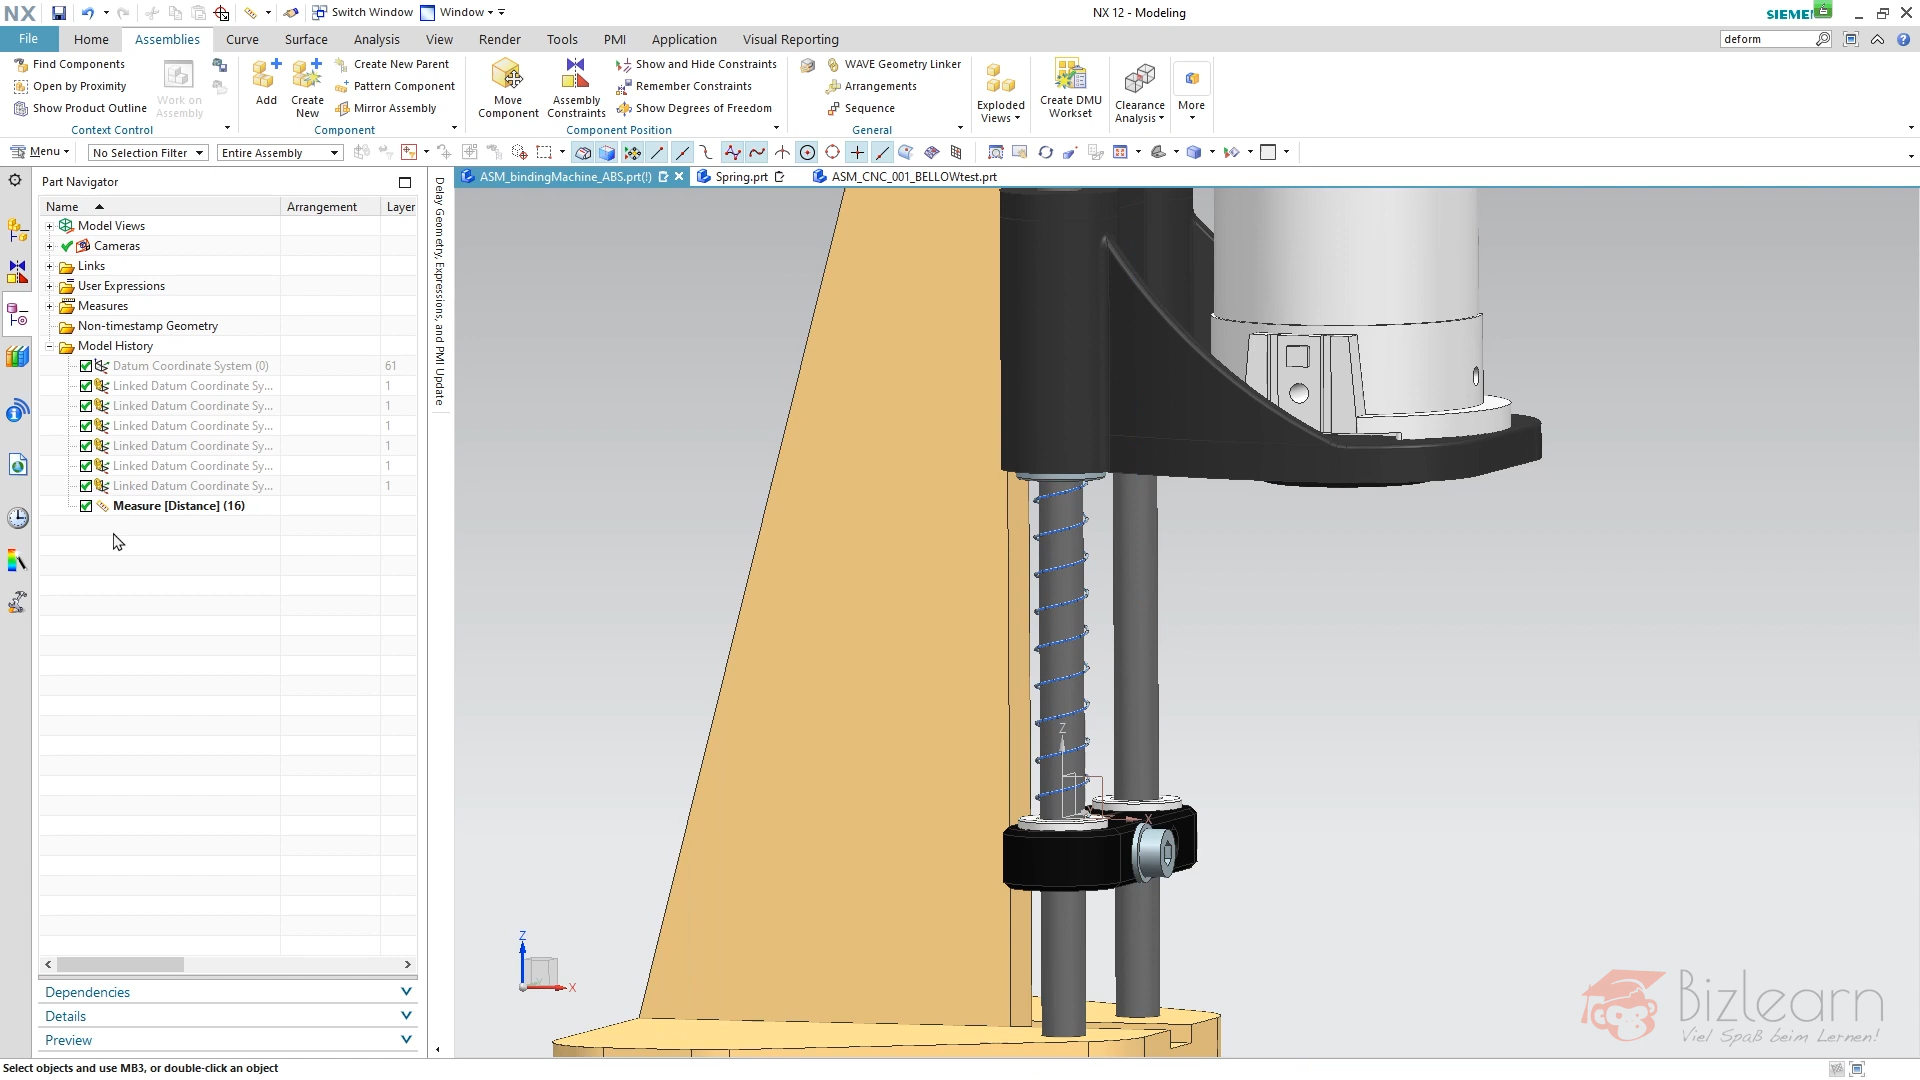 NX
Switch Window
Window
NX 12 - Modeling
SIEMEN
File
Home
Assemblies
Curve
Surface
Analysis
View
Render
Tools
PMI
Application
Visual Reporting
deform
Find Components
Open by Proximity
Show Product Outline
Work on Assembly
Context Control
Add
Create New
Create New Parent
Pattern Component
Mirror Assembly
Component
Move Component
Assembly Constraints
Show and Hide Constraints
Remember Constraints
Show Degrees of Freedom
Component Position
WAVE Geometry Linker
Arrangements
Sequence
General
Exploded Views
Create DMU Workset
Clearance Analysis
More
Menu
No Selection Filter
Entire Assembly
Part Navigator
ASM_bindingMachine_ABS.prt(!)
Spring.prt
ASM_CNC_001_BELLOWtest.prt
Name
Arrangement
Layer
Model Views
Cameras
Links
User Expressions
Measures
Non-timestamp Geometry
Model History
Datum Coordinate System (0) 61
Linked Datum Coordinate Sy... 1
Linked Datum Coordinate Sy... 1
Linked Datum Coordinate Sy... 1
Linked Datum Coordinate Sy... 1
Linked Datum Coordinate Sy... 1
Linked Datum Coordinate Sy... 1
Measure [Distance] (16)
Delay Geometry, Expressions, and PMI Update
Z
X
Z
X
Dependencies
Details
Preview
Bizlearn
Viel Spaß beim Lernen!
Select objects and use MB3, or double-click an object